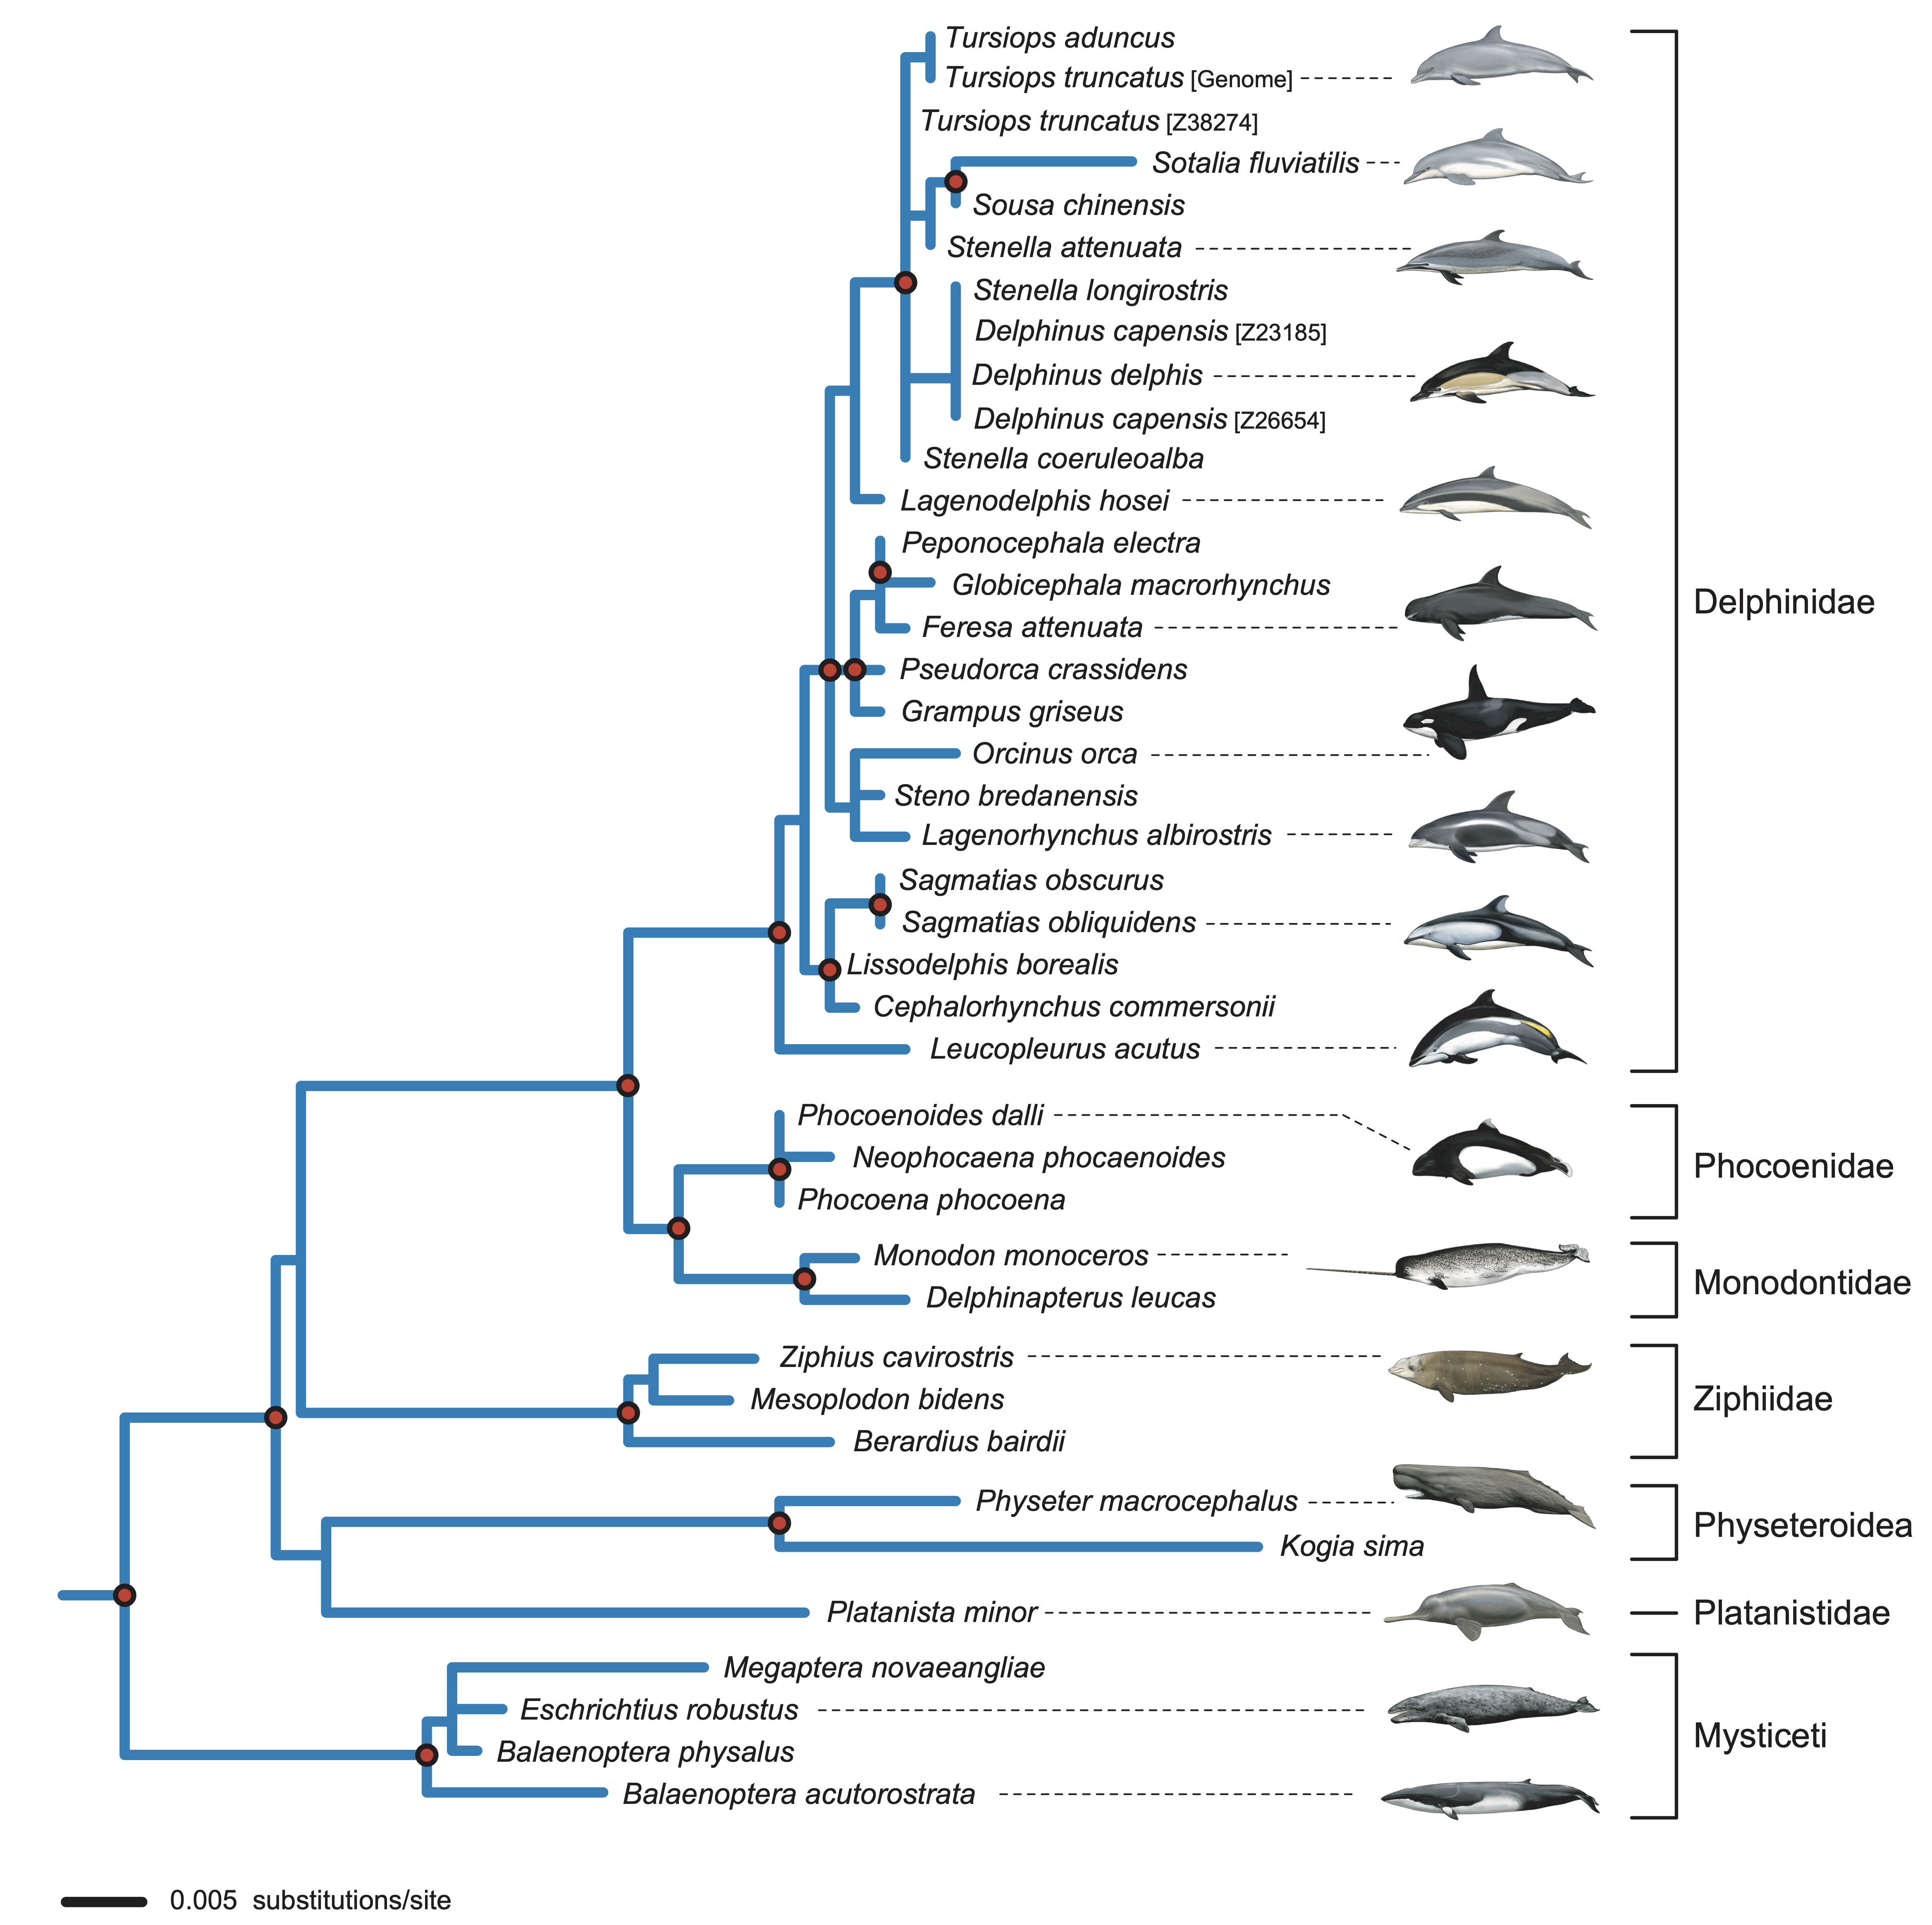 Tursiops aduncus
Tursiops truncatus [Genome]
Tursiops truncatus [Z38274]
Sotalia fluviatilis
Sousa chinensis
Stenella attenuata
Stenella longirostris
Delphinus capensis [Z23185]
Delphinus delphis
Delphinus capensis [Z26654]
Stenella coeruleoalba
Lagenodelphis hosei
Peponocephala electra
Globicephala macrorhynchus
Delphinidae
Feresa attenuata
Pseudorca crassidens
Grampus griseus
Orcinus orca
Steno bredanensis
Lagenorhynchus albirostris
Sagmatias obscurus
Sagmatias obliquidens
Lissodelphis borealis
Cephalorhynchus commersonii
Leucopleurus acutus
Phocoenoides dalli
Neophocaena phocaenoides
Phocoenidae
Phocoena phocoena
Monodon monoceros
Monodontidae
Delphinapterus leucas
Ziphius cavirostris
Mesoplodon bidens
Ziphiidae
Berardius bairdii
Physeter macrocephalus
Physeteroidea
Kogia sima
Platanista minor
Platanistidae
Megaptera novaeangliae
Eschrichtius robustus
Mysticeti
Balaenoptera physalus
Balaenoptera acutorostrata
0.005 substitutions/site